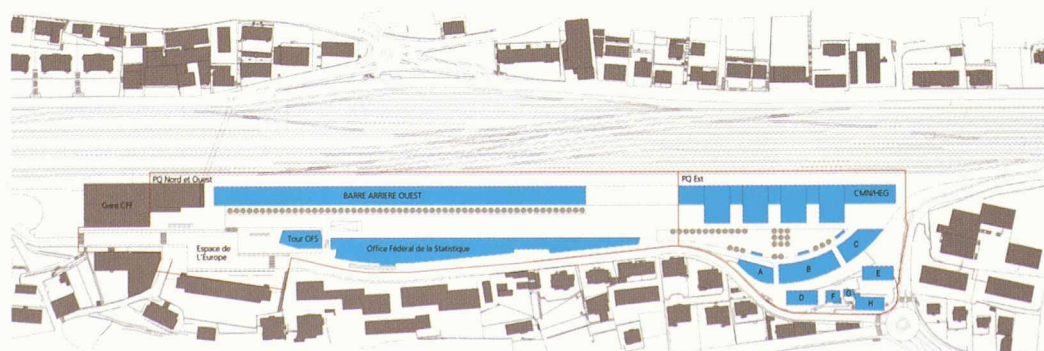 PQ Nord et Ouest
PQ Est
Gare CFF
BARRE ARRIERE OUEST
CMN/HEG
Tour OFS
Espace de
L'Europe
Office Fédéral de la Statistique
A
B
C
D
E
F
G
H